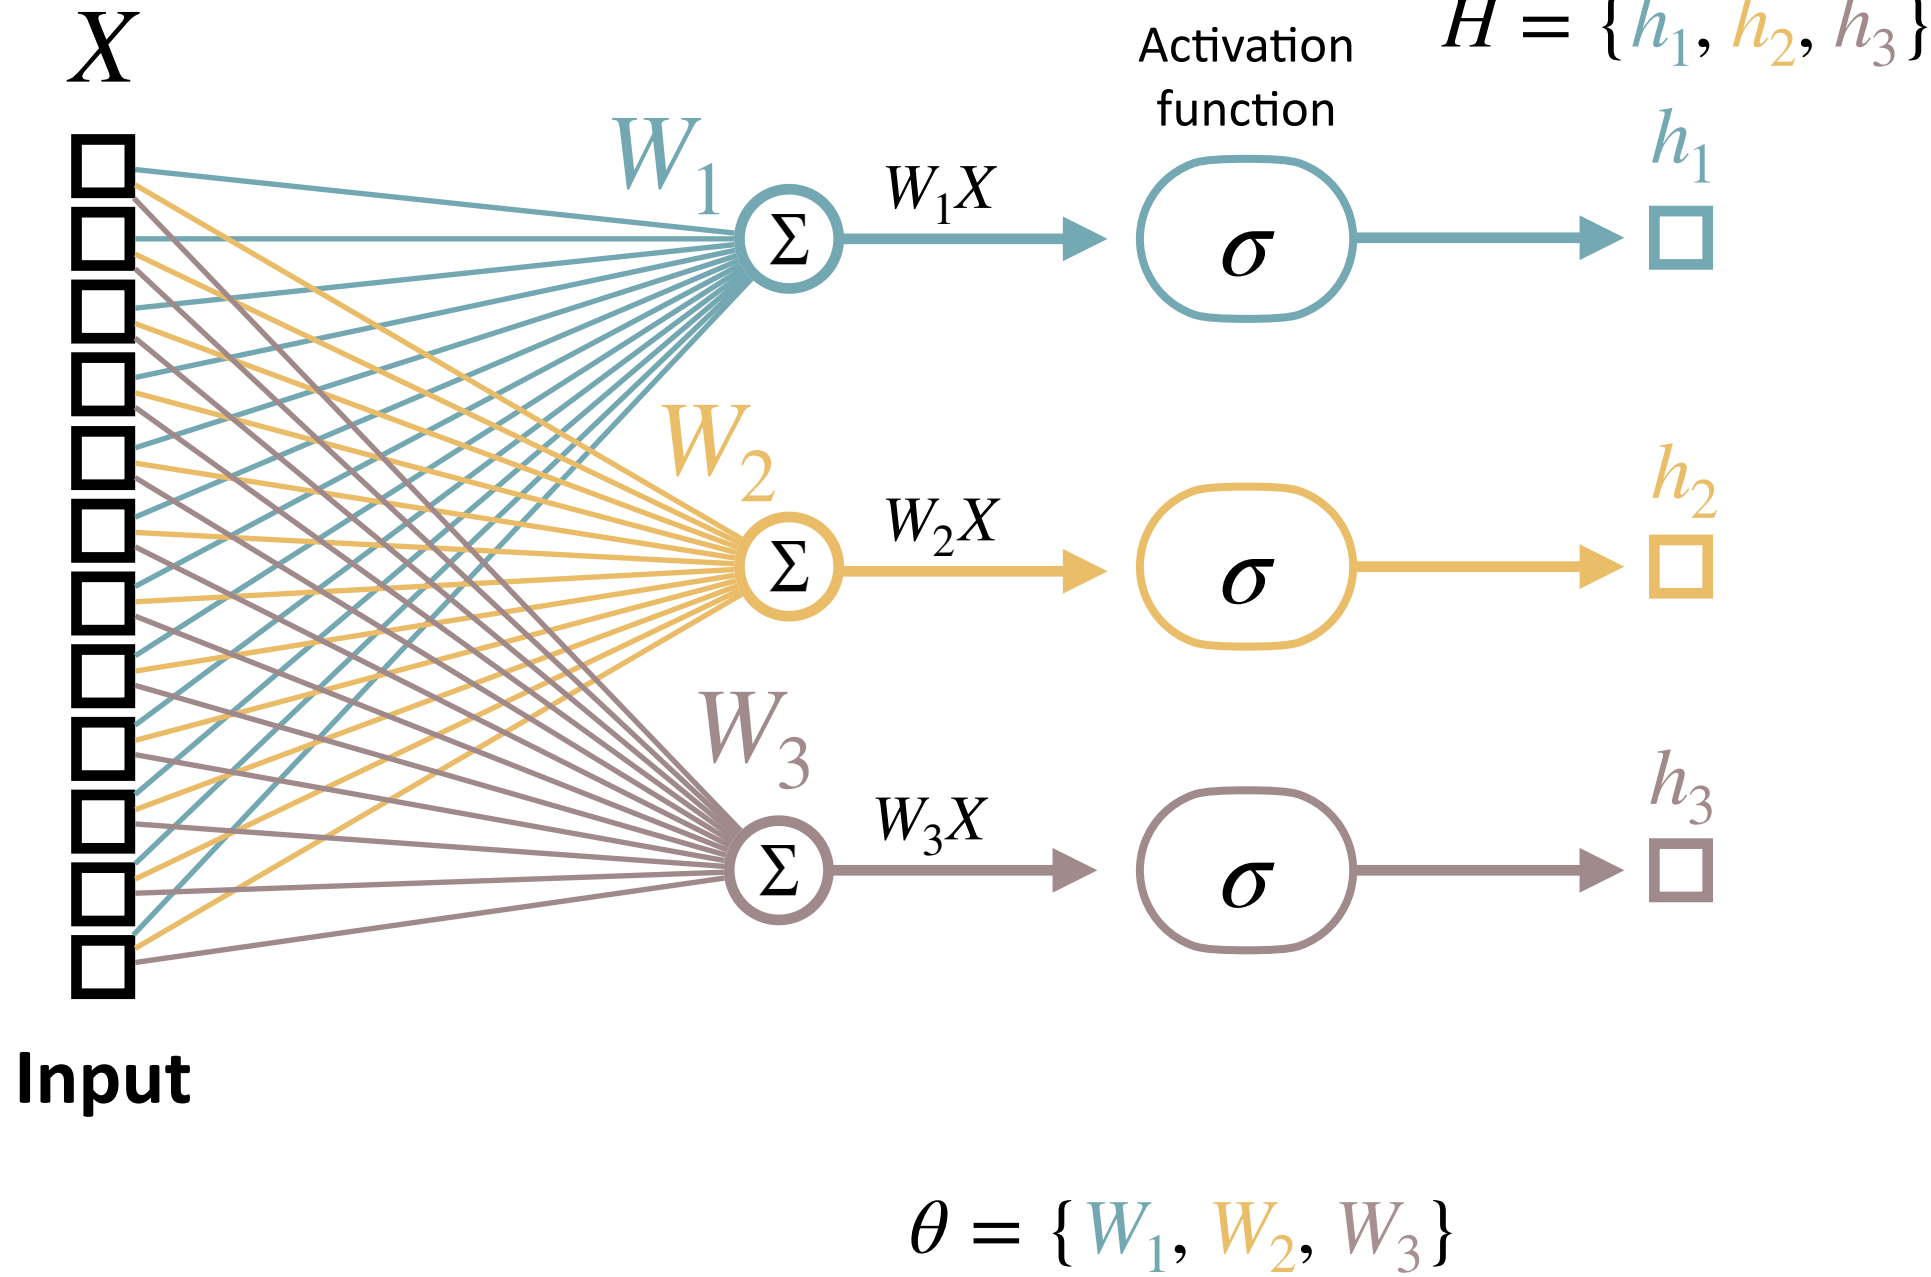 X
Activation
function
H = {h₁, h₂, h₃}
W₁
Σ
W₁X
σ
h₁
W₂
Σ
W₂X
σ
h₂
W₃
Σ
W₃X
σ
h₃
Input
θ = {W₁, W₂, W₃}